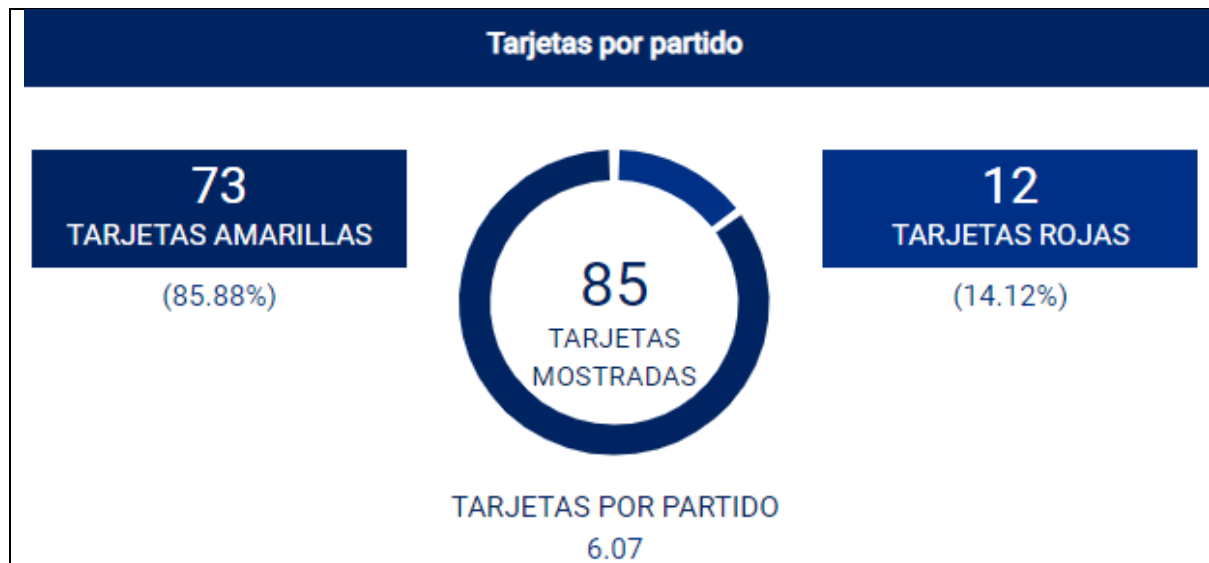 Tarjetas por partido
73
TARJETAS AMARILLAS
(85.88%)
85
TARJETAS
MOSTRADAS
12
TARJETAS ROJAS
(14.12%)
TARJETAS POR PARTIDO
6.07